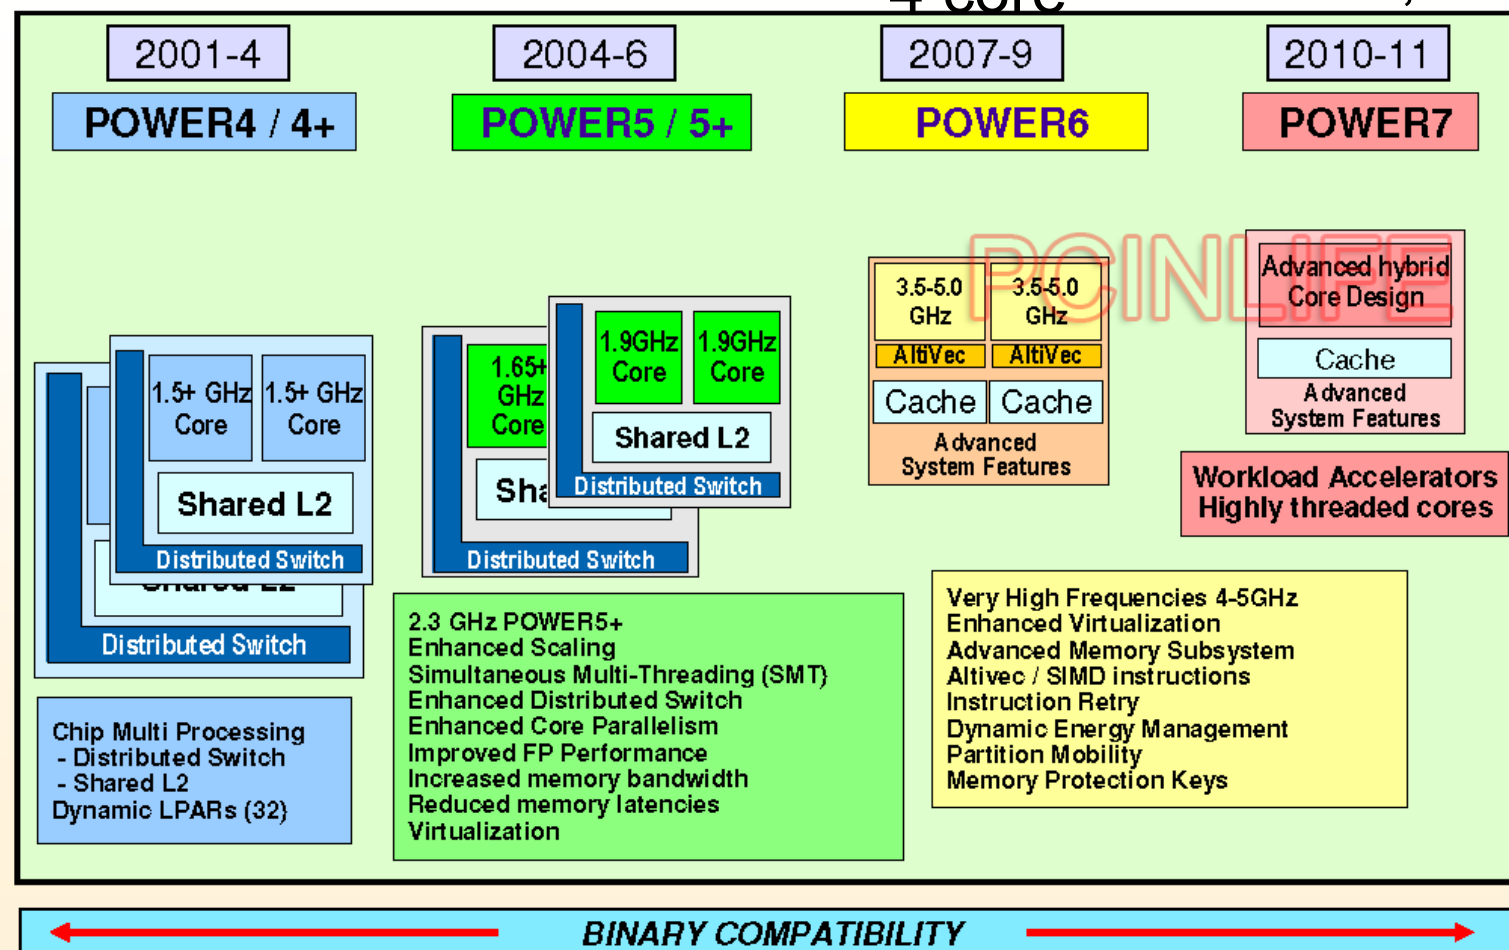 4 core
2001-4
2004-6
2007-9
2010-11
POWER4 / 4+
POWER5 / 5+
POWER6
POWER7
PCINLIFE
1.5+ GHz
Core
1.5+ GHz
Core
Shared L2
Distributed Switch
Shared L2
Distributed Switch
Chip Multi Processing
- Distributed Switch
- Shared L2
Dynamic LPARs (32)
1.65+
GHz
Core
Sha
Distributed Switch
1.9GHz
Core
1.9GHz
Core
Shared L2
Distributed Switch
2.3 GHz POWER5+
Enhanced Scaling
Simultaneous Multi-Threading (SMT)
Enhanced Distributed Switch
Enhanced Core Parallelism
Improved FP Performance
Increased memory bandwidth
Reduced memory latencies
Virtualization
3.5-5.0
GHz
3.5-5.0
GHz
AltiVec
AltiVec
Cache
Cache
Advanced
System Features
Very High Frequencies 4-5GHz
Enhanced Virtualization
Advanced Memory Subsystem
Altivec / SIMD instructions
Instruction Retry
Dynamic Energy Management
Partition Mobility
Memory Protection Keys
Advanced hybrid
Core Design
Cache
Advanced
System Features
Workload Accelerators
Highly threaded cores
BINARY COMPATIBILITY